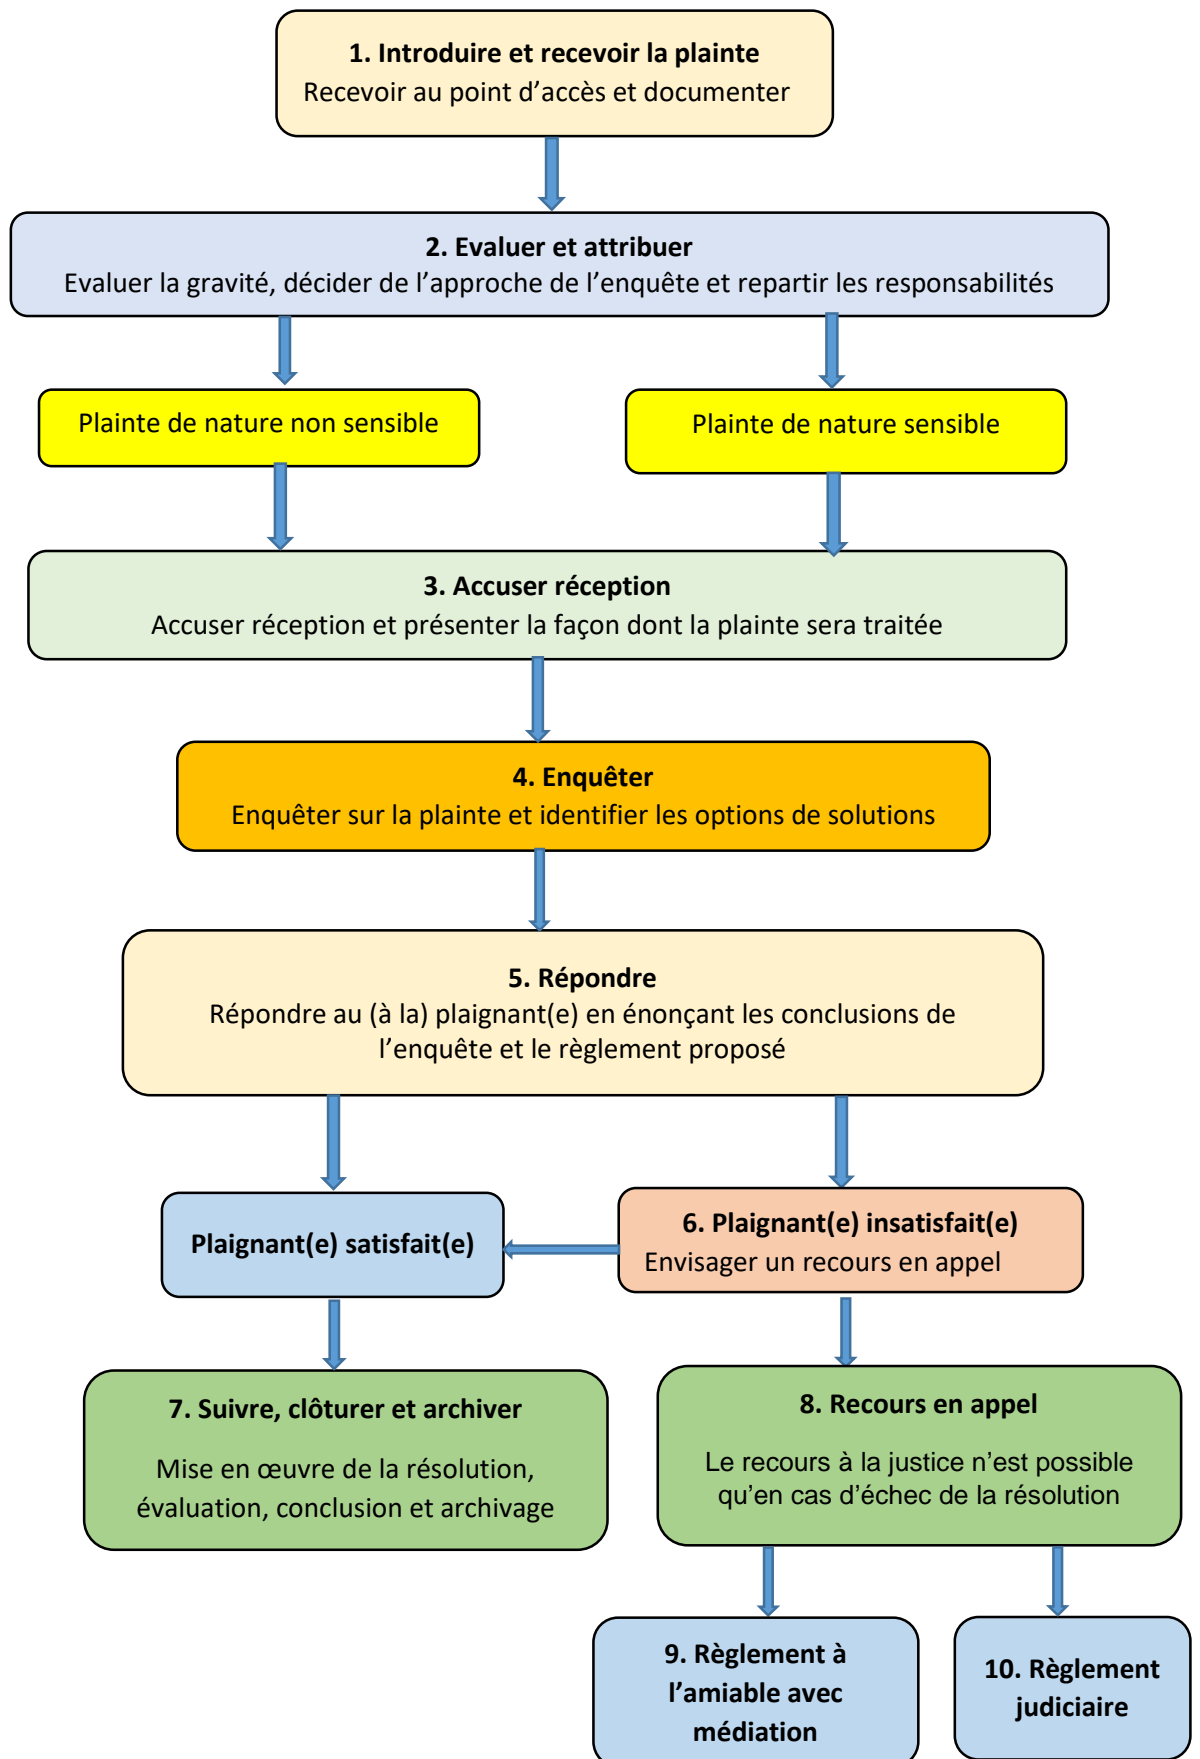 1. Introduire et recevoir la plainte
Recevoir au point d’accès et documenter
2. Evaluer et attribuer
Evaluer la gravité, décider de l’approche de l’enquête et repartir les responsabilités
Plainte de nature non sensible
Plainte de nature sensible
3. Accuser réception
Accuser réception et présenter la façon dont la plainte sera traitée
4. Enquêter
Enquêter sur la plainte et identifier les options de solutions
5. Répondre
Répondre au (à la) plaignant(e) en énonçant les conclusions de
l’enquête et le règlement proposé
Plaignant(e) satisfait(e)
6. Plaignant(e) insatisfait(e)
Envisager un recours en appel
7. Suivre, clôturer et archiver
Mise en œuvre de la résolution,
évaluation, conclusion et archivage
8. Recours en appel
Le recours à la justice n’est possible
qu’en cas d’échec de la résolution
9. Règlement à
l’amiable avec
médiation
10. Règlement
judiciaire